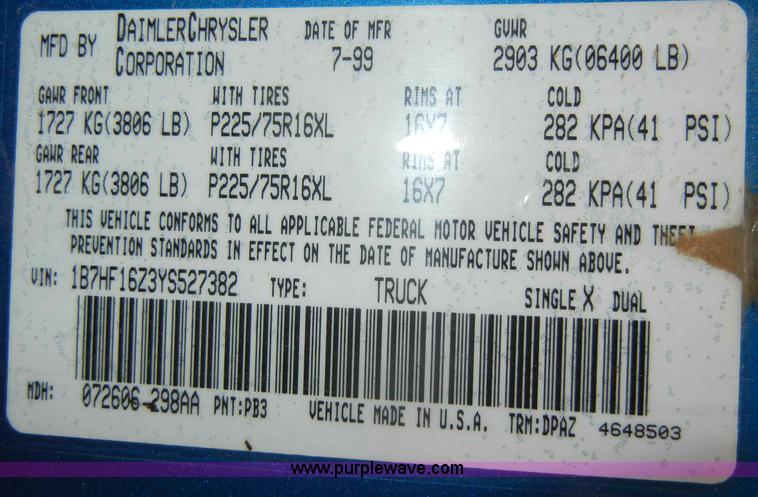 MFD BY DAIMLERCHRYSLER CORPORATION DATE OF MFR 7-99 GVWR 2903 KG(06400 LB)
GAWR FRONT WITH TIRES RIMS AT COLD
1727 KG(3806 LB) P225/75R16XL 16X7 282 KPA(41 PSI)
GAWR REAR WITH TIRES RIMS AT COLD
1727 KG(3806 LB) P225/75R16XL 16X7 282 KPA(41 PSI)
THIS VEHICLE CONFORMS TO ALL APPLICABLE FEDERAL MOTOR VEHICLE SAFETY AND THEFT
PREVENTION STANDARDS IN EFFECT ON THE DATE OF MANUFACTURE SHOWN ABOVE.
VIN: 1B7HF16Z3YS527382 TYPE: TRUCK SINGLE X DUAL
MDH: 072606 298AA PNT:PB3 VEHICLE MADE IN U.S.A. TRM:DPAZ 4648503
www.purplewave.com